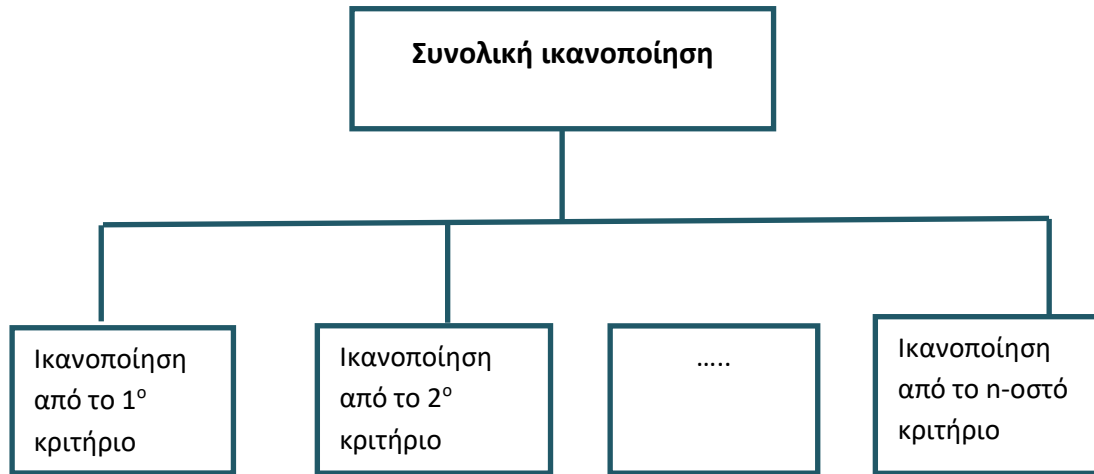 Συνολική ικανοποίηση
Ικανοποίηση
από το 1ο
κριτήριο
Ικανοποίηση
από το 2ο
κριτήριο
…..
Ικανοποίηση
από το n-οστό
κριτήριο